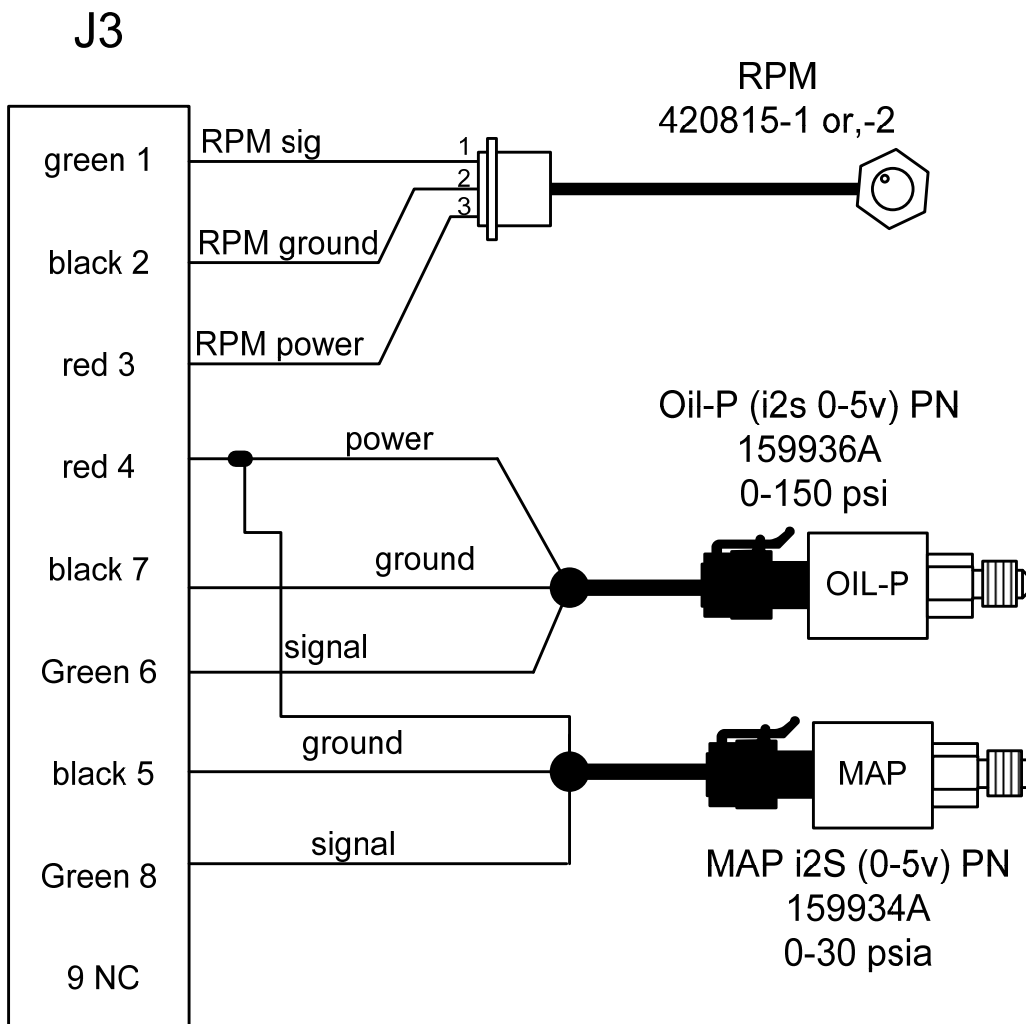 J3
RPM
420815-1 or,-2
green 1
RPM sig
1
2
3
black 2
RPM ground
red 3
RPM power
Oil-P (i2s 0-5v) PN
159936A
0-150 psi
red 4
power
black 7
ground
OIL-P
Green 6
signal
black 5
ground
MAP
Green 8
signal
MAP i2S (0-5v) PN
159934A
0-30 psia
9 NC